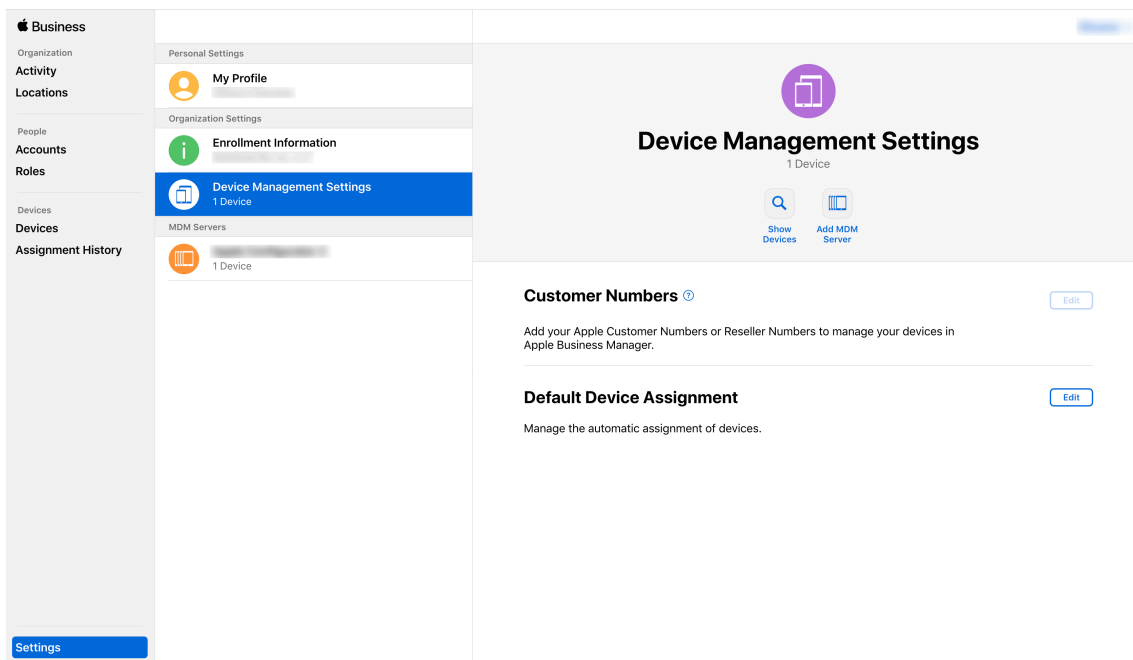 Business
Organization
Activity
Locations
People
Accounts
Roles
Devices
Devices
Assignment History
Settings
Personal Settings
My Profile
Organization Settings
Enrollment Information
Device Management Settings
1 Device
MDM Servers
1 Device
Device Management Settings
1 Device
Show
Devices
Add MDM
Server
Customer Numbers ?
Edit
Add your Apple Customer Numbers or Reseller Numbers to manage your devices in
Apple Business Manager.
Default Device Assignment
Edit
Manage the automatic assignment of devices.